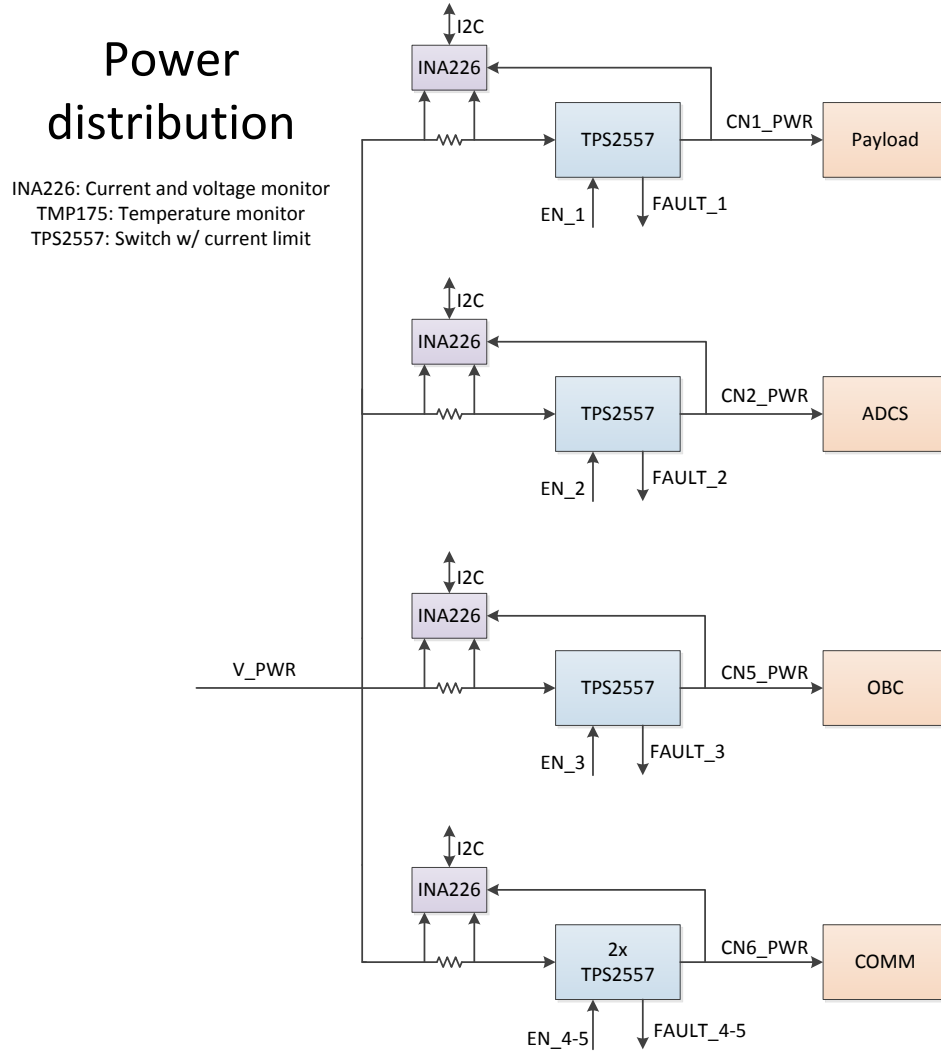 Power
distribution
INA226: Current and voltage monitor
TMP175: Temperature monitor
TPS2557: Switch w/ current limit
I2C
INA226
TPS2557
CN1_PWR
Payload
EN_1
FAULT_1
I2C
INA226
TPS2557
CN2_PWR
ADCS
EN_2
FAULT_2
I2C
INA226
V_PWR
TPS2557
CN5_PWR
OBC
EN_3
FAULT_3
I2C
INA226
2x
TPS2557
CN6_PWR
COMM
EN_4-5
FAULT_4-5